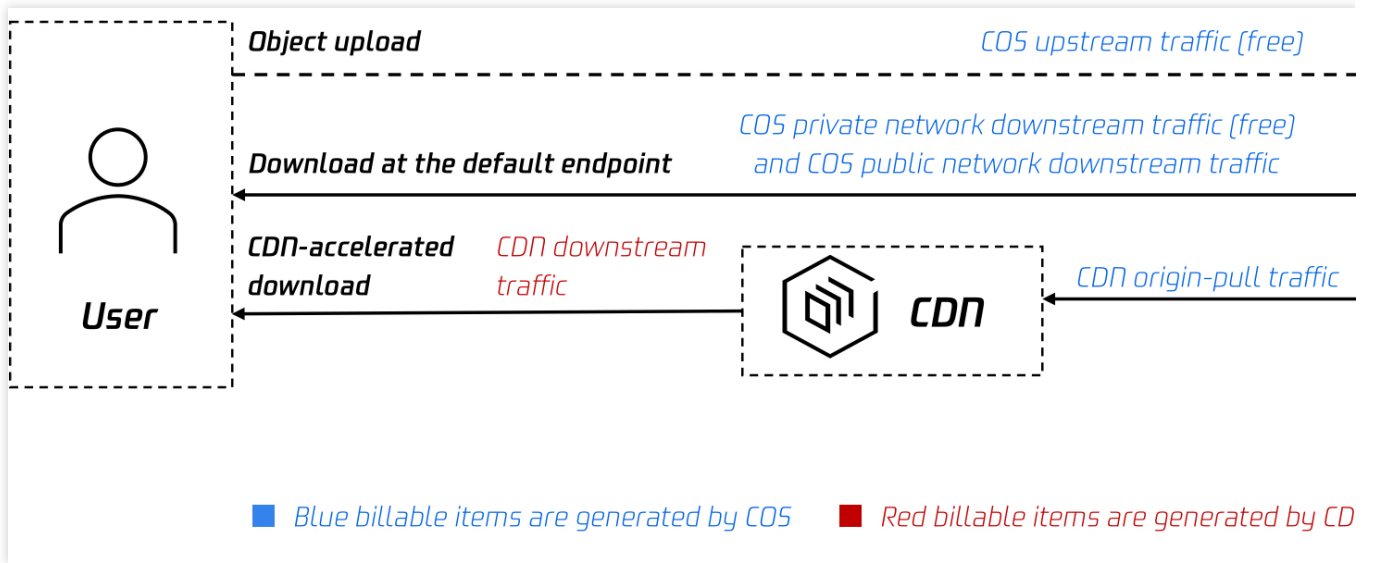 Object upload
COS upstream traffic (free)
COS private network downstream traffic (free)
and COS public network downstream traffic
Download at the default endpoint
CDN-accelerated
download
CDN downstream
traffic
CDN origin-pull traffic
User
CDN
Blue billable items are generated by COS
Red billable items are generated by CD